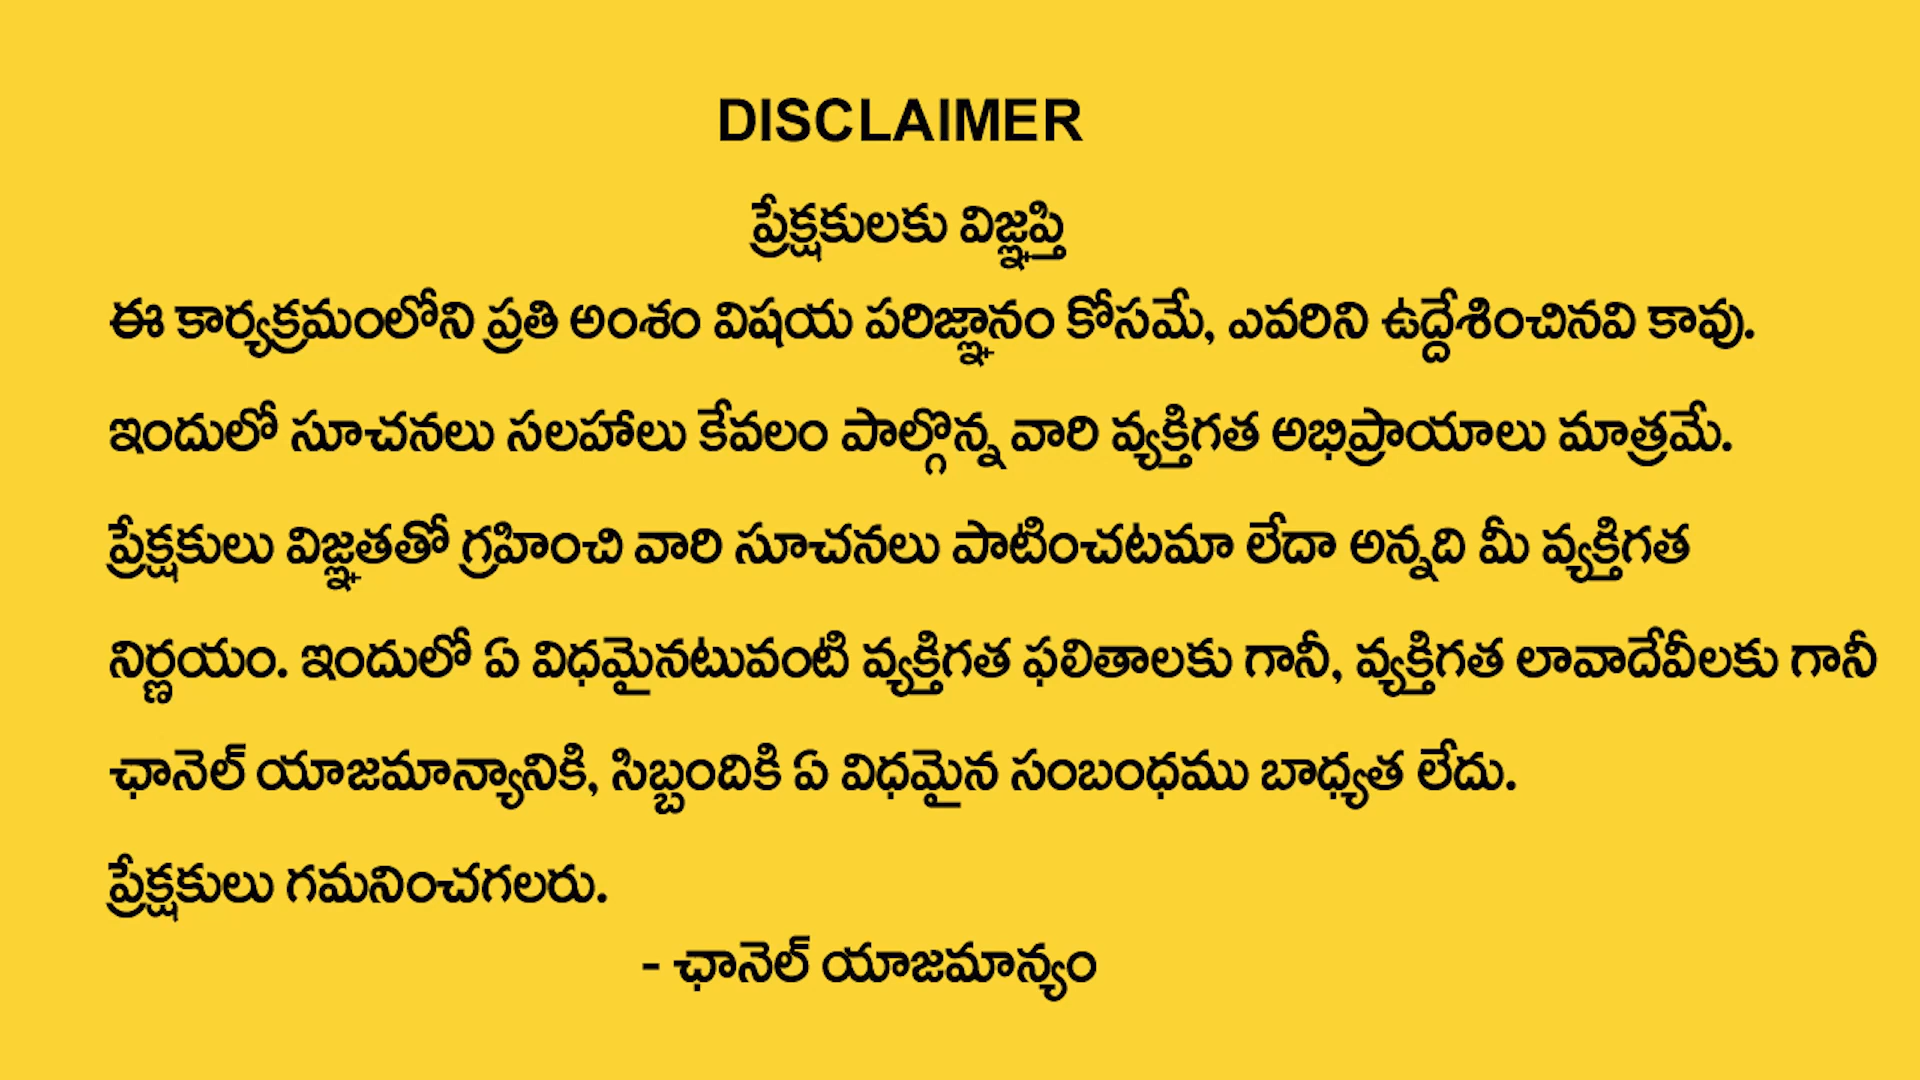 DISCLAIMER
ప్రేక్షకులకు విజ్ఞప్తి
ఈ కార్యక్రమంలోని ప్రతి అంశం విషయ పరిజ్ఞానం కోసమే, ఎవరిని ఉద్దేశించినవి కావు.
ఇందులో సూచనలు సలహాలు కేవలం పాల్గొన్న వారి వ్యక్తిగత అభిప్రాయాలు మాత్రమే.
ప్రేక్షకులు విజ్ఞతతో గ్రహించి వారి సూచనలు పాటించటమా లేదా అన్నది మీ వ్యక్తిగత
నిర్ణయం. ఇందులో ఏ విధమైనటువంటి వ్యక్తిగత ఫలితాలకు గానీ, వ్యక్తిగత లావాదేవీలకు గానీ
ఛానెల్ యాజమాన్యానికి, సిబ్బందికి ఏ విధమైన సంబంధము బాధ్యత లేదు.
ప్రేక్షకులు గమనించగలరు.
- ఛానెల్ యాజమాన్యం